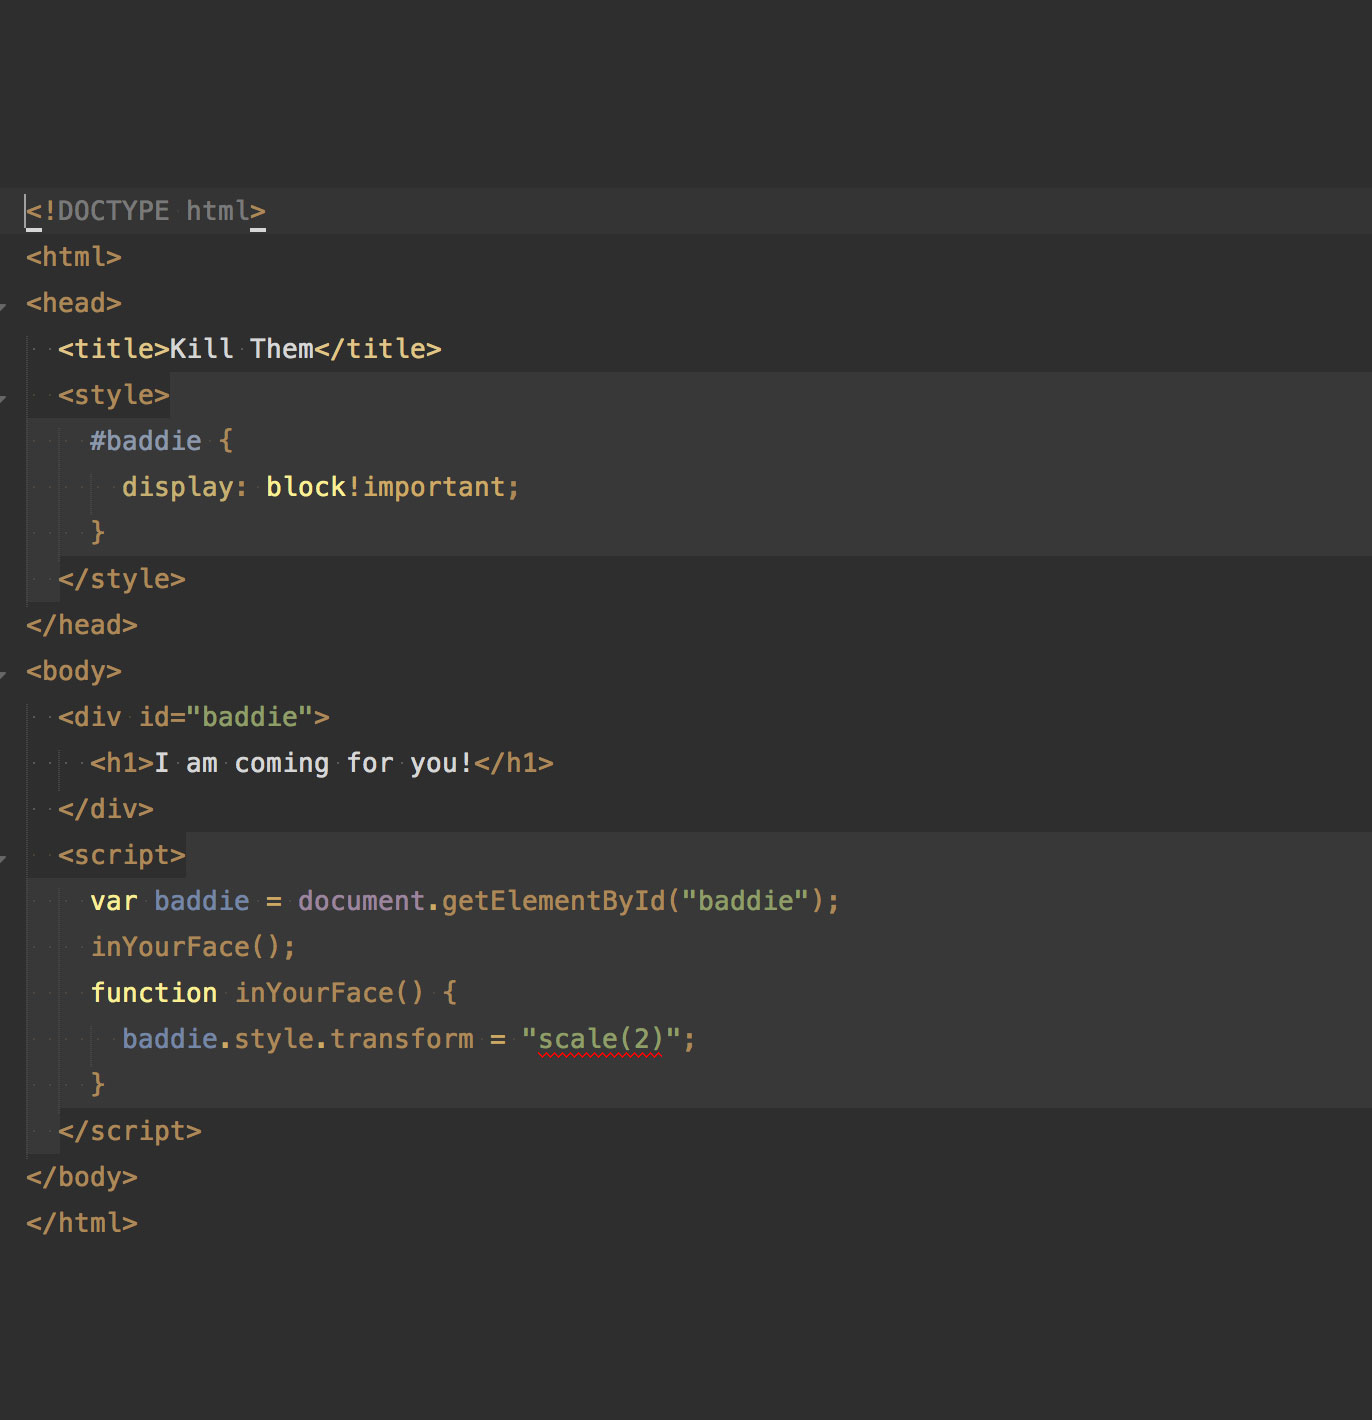 <!DOCTYPE html>
<html>
<head>
  <title>Kill Them</title>
  <style>
    #baddie {
      display: block!important;
    }
  </style>
</head>
<body>
  <div id="baddie">
    <h1>I am coming for you!</h1>
  </div>
  <script>
    var baddie = document.getElementById("baddie");
    inYourFace();
    function inYourFace() {
      baddie.style.transform = "scale(2)";
    }
  </script>
</body>
</html>